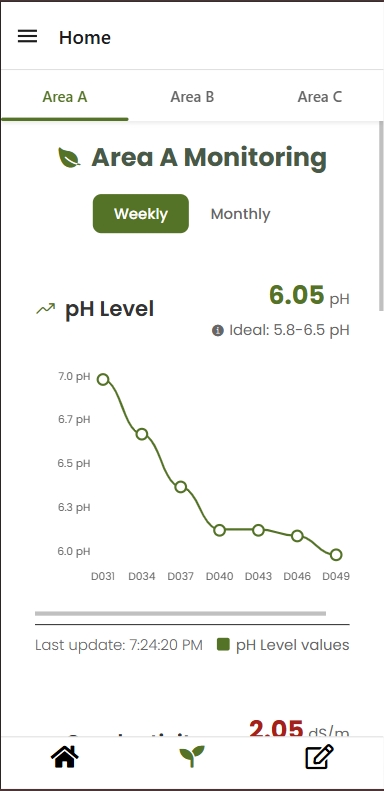 Home
Area A Area B Area C
Area A Monitoring
Weekly Monthly
6.05 pH
pH Level
Ideal: 5.8-6.5 pH
7.0 pH
6.7 pH
6.5 pH
6.3 pH
6.0 pH
D031 D034 D037 D040 D043 D046 D049
Last update: 7:24:20 PM pH Level values
2.05 dS/m